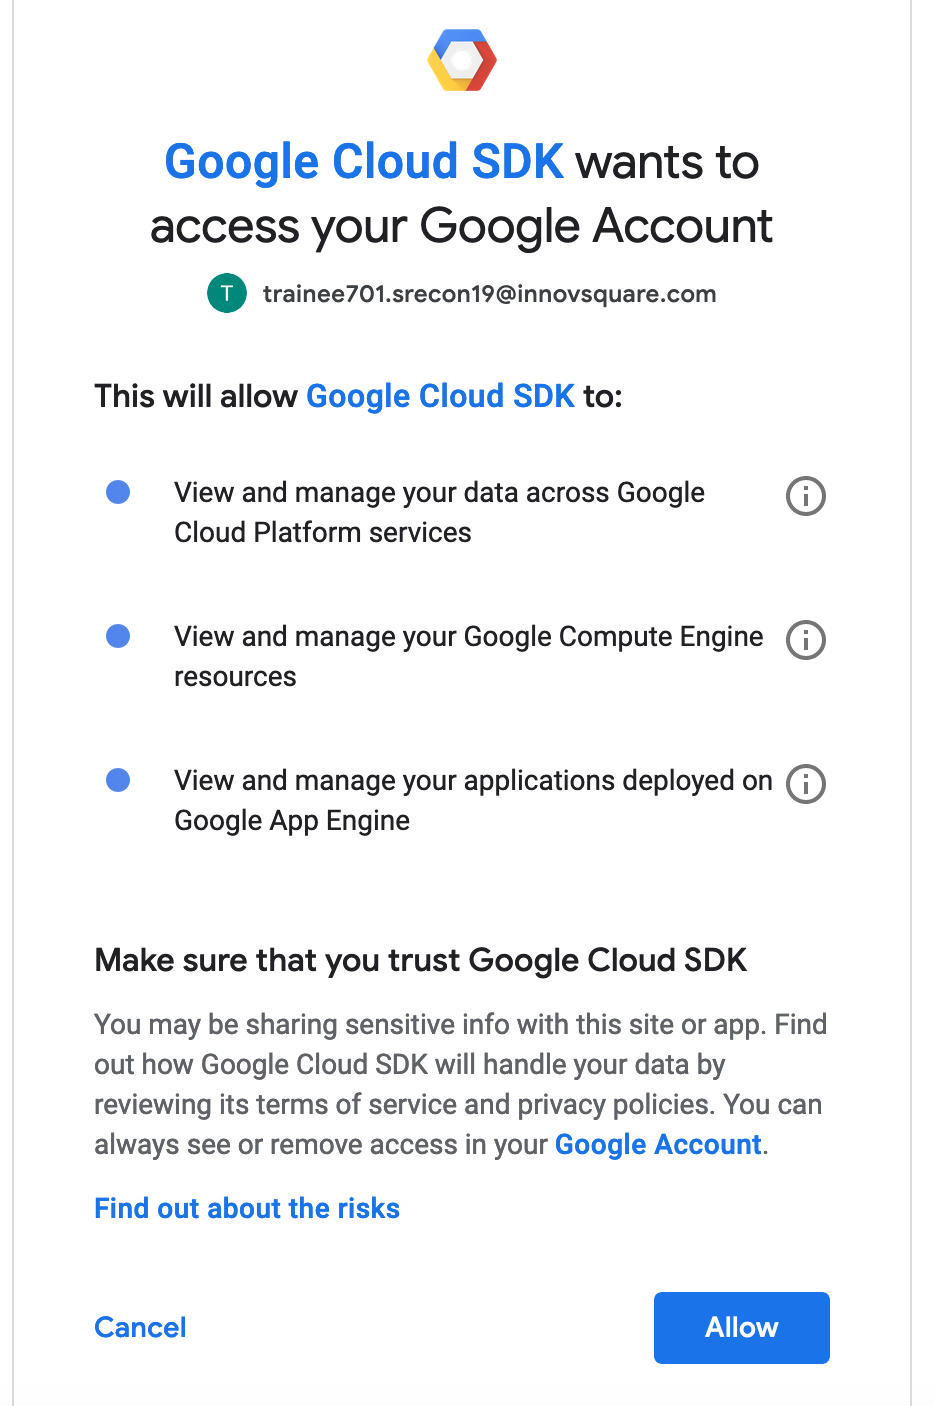 Google Cloud SDK wants to
access your Google Account
T trainee701.srecon19@innovsquare.com
This will allow Google Cloud SDK to:
View and manage your data across Google
Cloud Platform services
View and manage your Google Compute Engine
resources
View and manage your applications deployed on
Google App Engine
Make sure that you trust Google Cloud SDK
You may be sharing sensitive info with this site or app. Find
out how Google Cloud SDK will handle your data by
reviewing its terms of service and privacy policies. You can
always see or remove access in your Google Account.
Find out about the risks
Cancel Allow